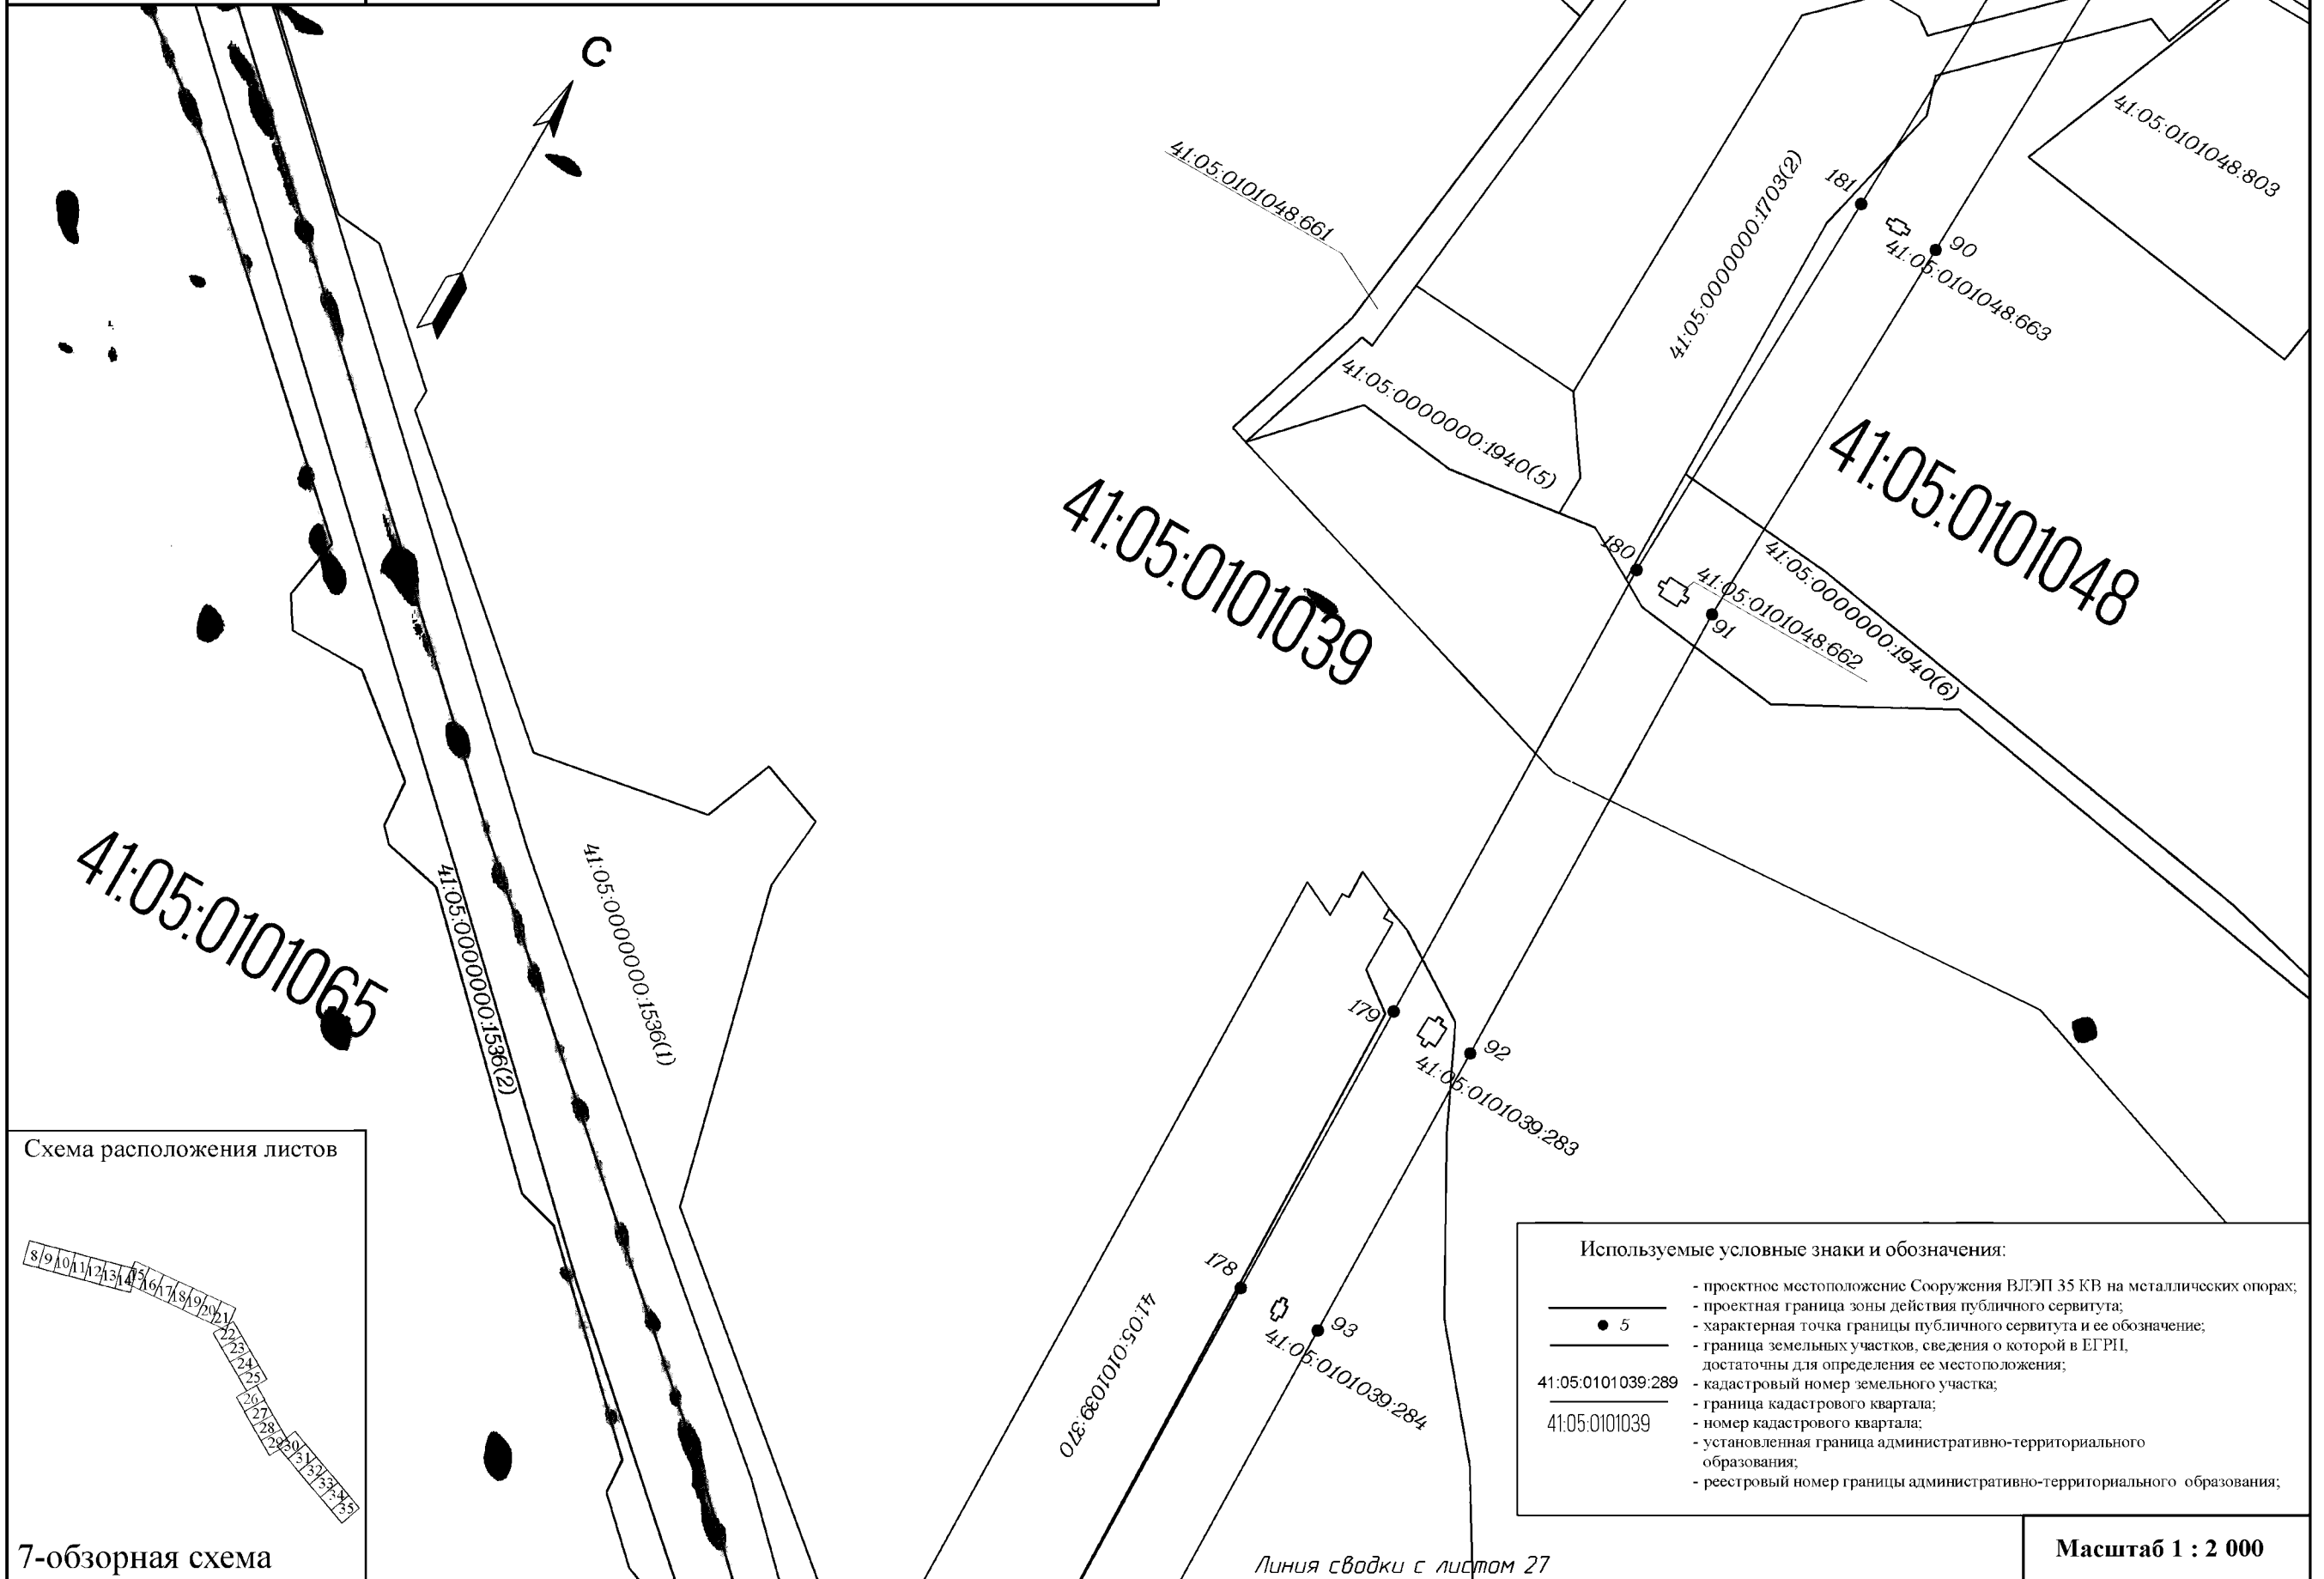 С
41:05:0101048:661
41:05:0000000:1703(2)
181
90
41:05:0101048:663
41:05:0101048:803
41:05:0000000:1940(5)
41:05:0101048
41:05:0101039
180
41:05:0101048:662
91
41:05:0000000:1940(6)
41:05:0101065
41:05:0000000:1536(2)
41:05:0000000:1536(1)
179
92
41:05:0101039:283
178
93
41:05:0101039:284
41:05:0101039:370
Схема расположения листов
8 9 10 11 12 13 14 15 16 17 18 19 20 21
22
23
24
25
26
27
28
29 30
31
32
33
34
35
7-обзорная схема
Используемые условные знаки и обозначения:
- проектное местоположение Сооружения ВЛЭП 35 КВ на металлических опорах;
- проектная граница зоны действия публичного сервитута;
5 - характерная точка границы публичного сервитута и ее обозначение;
- граница земельных участков, сведения о которой в ЕГРН,
достаточны для определения ее местоположения;
41:05:0101039:289 - кадастровый номер земельного участка;
- граница кадастрового квартала;
41:05:0101039 - номер кадастрового квартала;
- установленная граница административно-территориального
образования;
- реестровый номер границы административно-территориального образования;
Линия сводки с листом 27
Масштаб 1 : 2 000